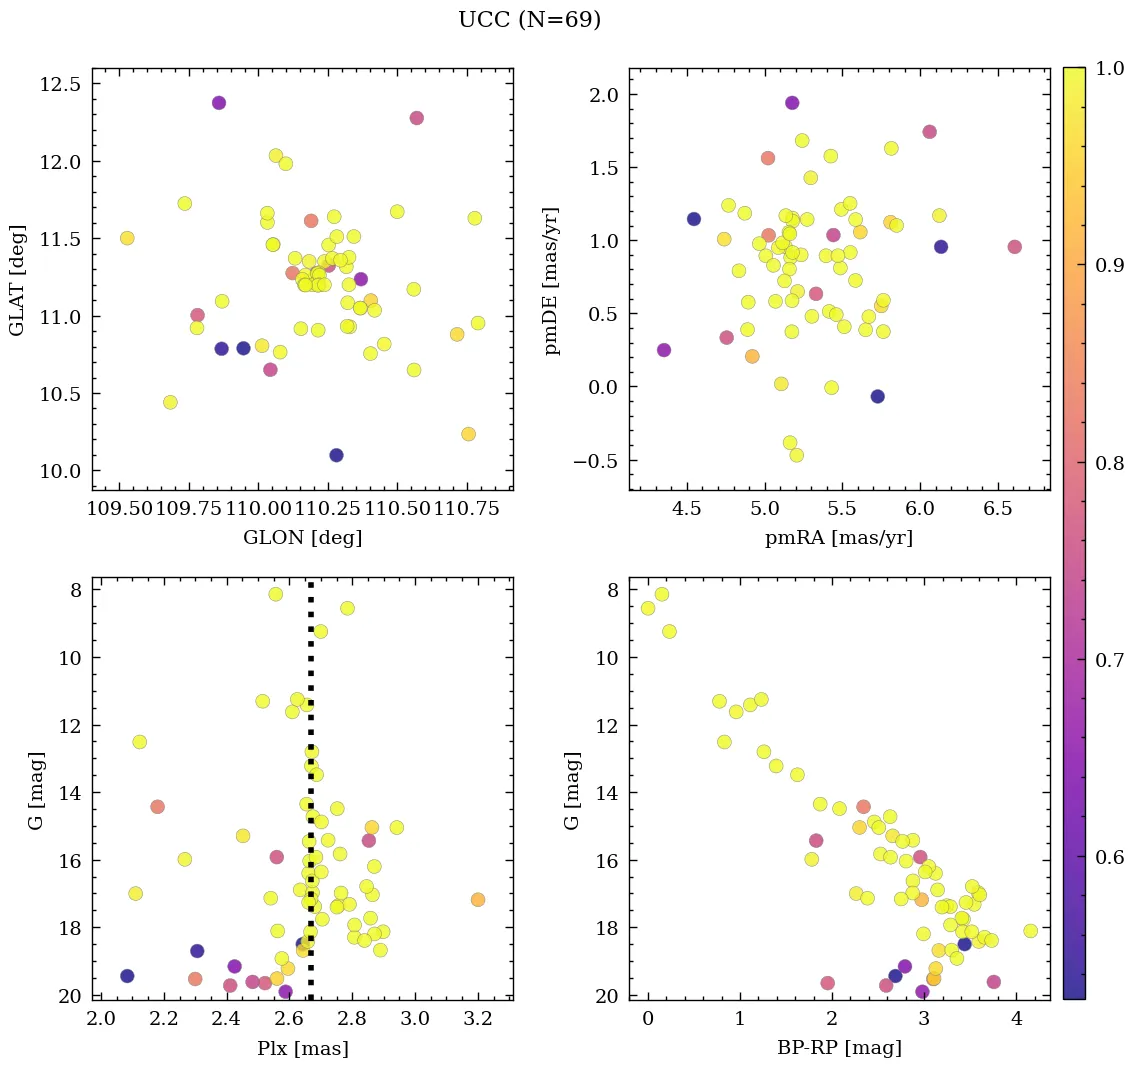 UCC (N=69)
12.5
12.0
11.5
11.0
10.5
10.0
GLAT [deg]
109.50 109.75 110.00 110.25 110.50 110.75
GLON [deg]
2.0
1.5
1.0
0.5
0.0
−0.5
pmDE [mas/yr]
4.5 5.0 5.5 6.0 6.5
pmRA [mas/yr]
8
10
12
14
16
18
20
G [mag]
2.0 2.2 2.4 2.6 2.8 3.0 3.2
Plx [mas]
8
10
12
14
16
18
20
G [mag]
0 1 2 3 4
BP-RP [mag]
1.0
0.9
0.8
0.7
0.6